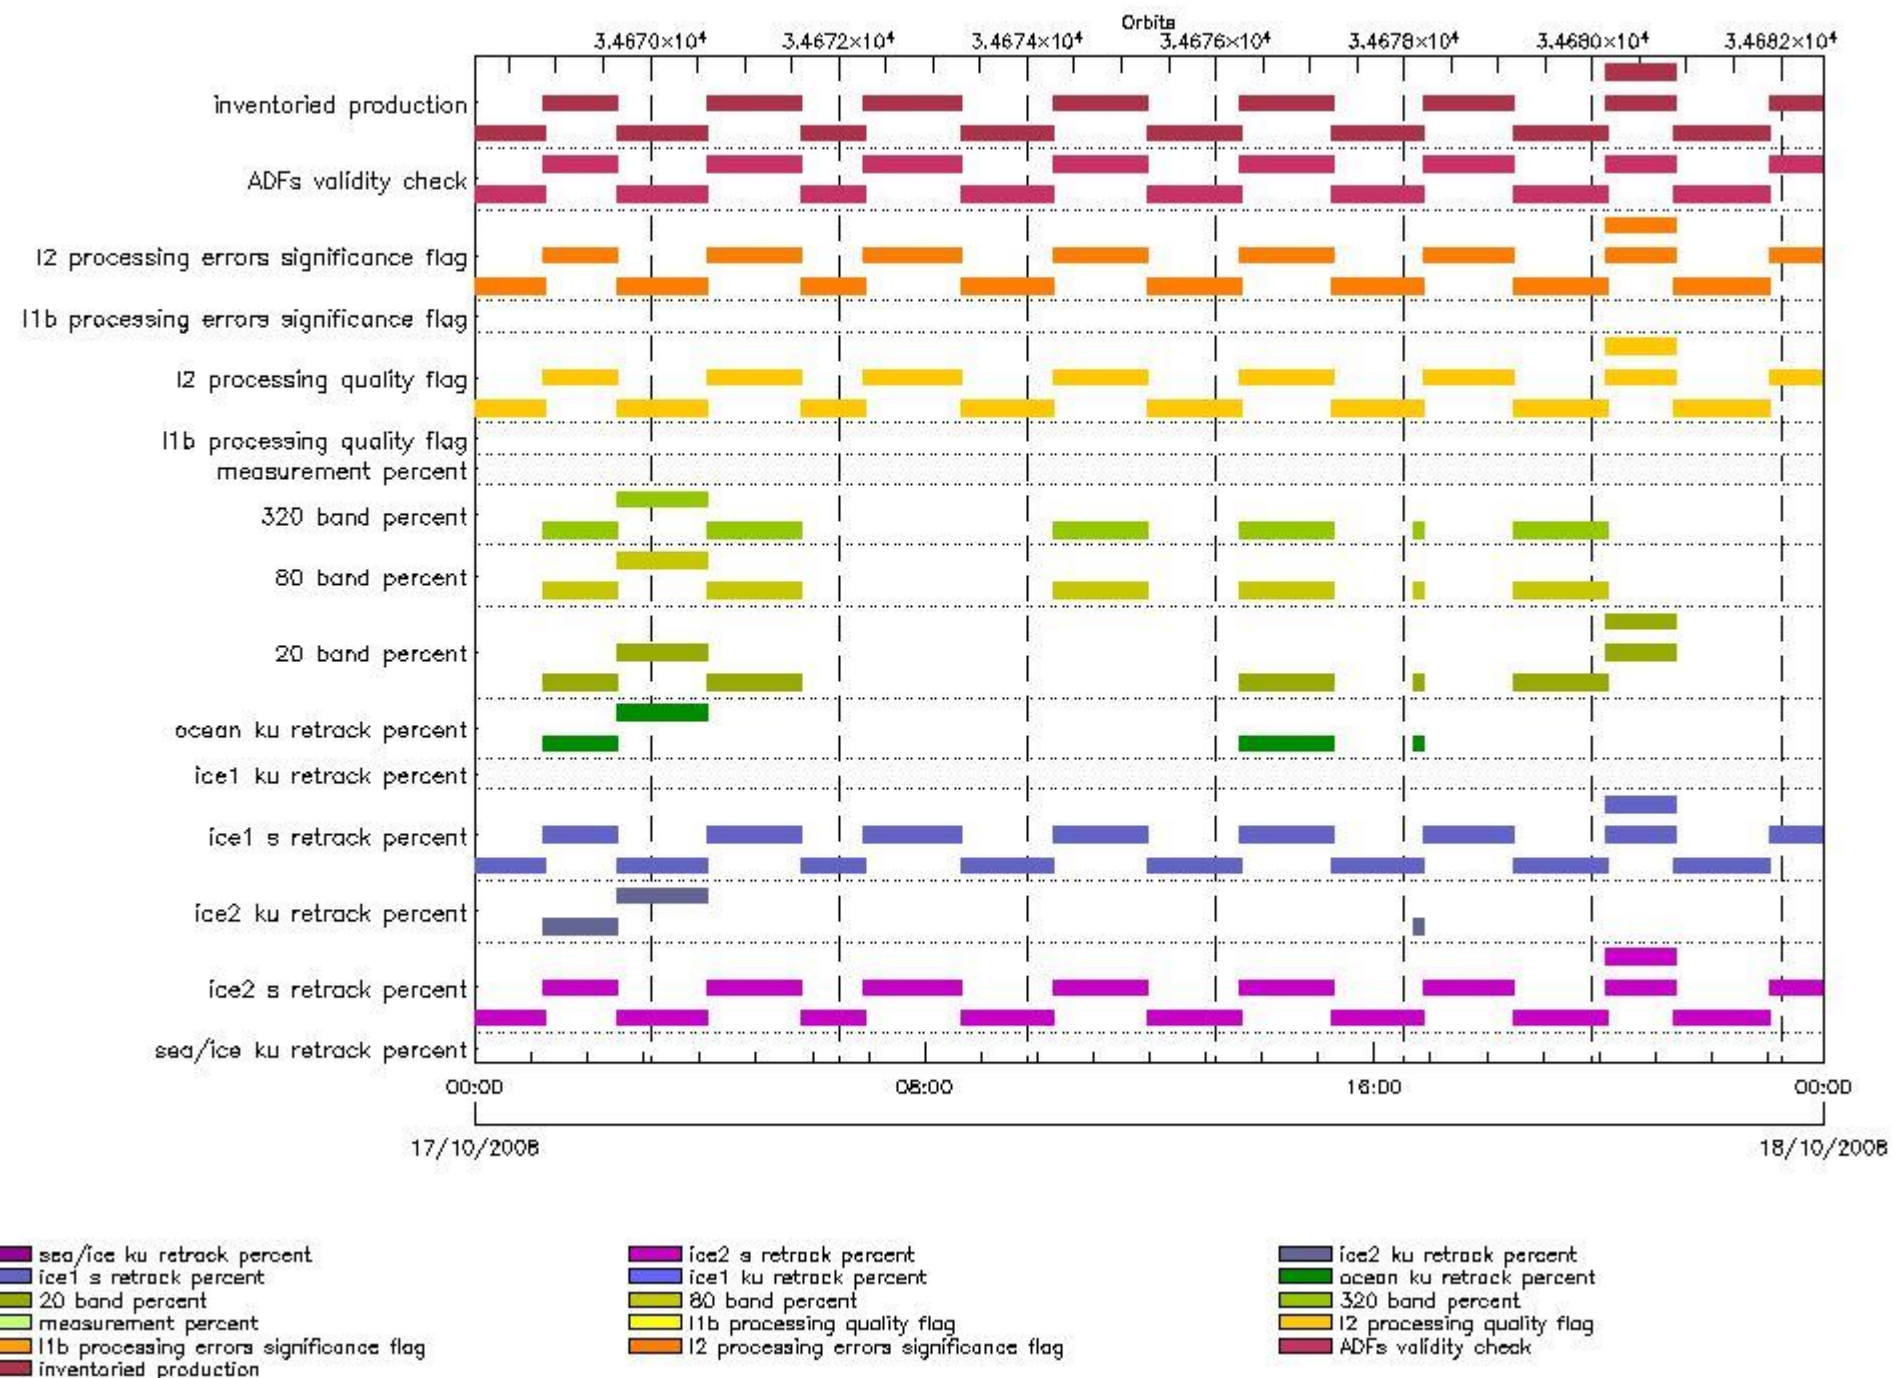 Orbits
3.4670×10⁴ 3.4672×10⁴ 3.4674×10⁴ 3.4676×10⁴ 3.4678×10⁴ 3.4680×10⁴ 3.4682×10⁴
inventoried production
ADFs validity check
l2 processing errors significance flag
l1b processing errors significance flag
l2 processing quality flag
l1b processing quality flag
measurement percent
320 band percent
80 band percent
20 band percent
ocean ku retrack percent
ice1 ku retrack percent
ice1 s retrack percent
ice2 ku retrack percent
ice2 s retrack percent
sea/ice ku retrack percent
00:00 08:00 16:00 00:00
17/10/2008 18/10/2008
sea/ice ku retrack percent ice2 s retrack percent ice2 ku retrack percent
ice1 s retrack percent ice1 ku retrack percent ocean ku retrack percent
20 band percent 80 band percent 320 band percent
measurement percent l1b processing quality flag l2 processing quality flag
l1b processing errors significance flag l2 processing errors significance flag ADFs validity check
inventoried production